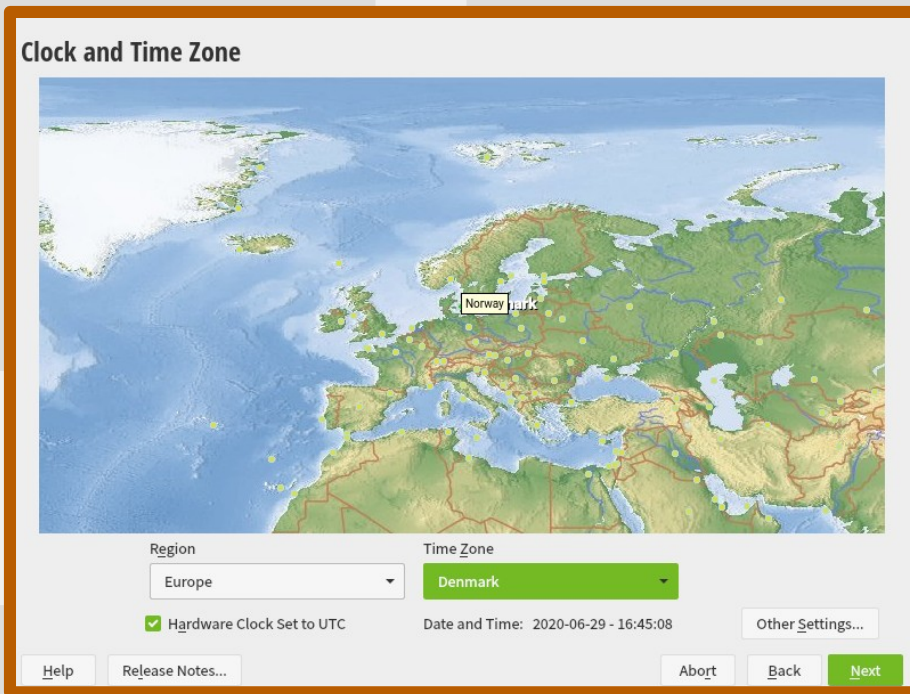 Clock and Time Zone
Norway
mark
Region
Time Zone
Europe
Denmark
Hardware Clock Set to UTC
Date and Time: 2020-06-29 - 16:45:08
Other Settings...
Help
Release Notes...
Abort
Back
Next